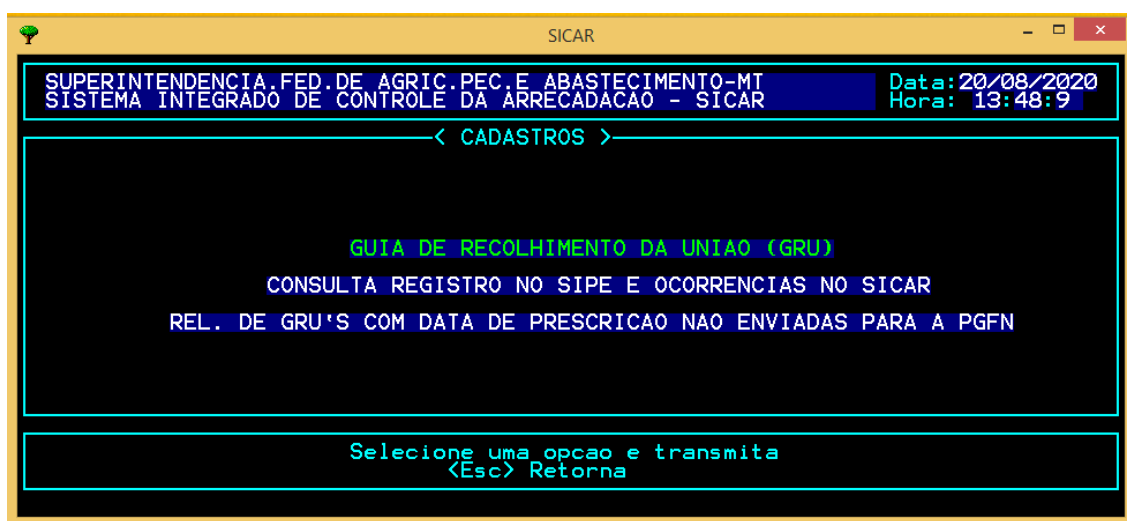 SICAR
SUPERINTENDENCIA.FED.DE AGRIC.PEC.E ABASTECIMENTO-MT Data:20/08/2020
SISTEMA INTEGRADO DE CONTROLE DA ARRECADACAO - SICAR Hora: 13:48:9
< CADASTROS >
GUIA DE RECOLHIMENTO DA UNIAO (GRU)
CONSULTA REGISTRO NO SIPE E OCORRENCIAS NO SICAR
REL. DE GRU'S COM DATA DE PRESCRICAO NAO ENVIADAS PARA A PGFN
Selecione uma opcao e transmita
<Esc> Retorna